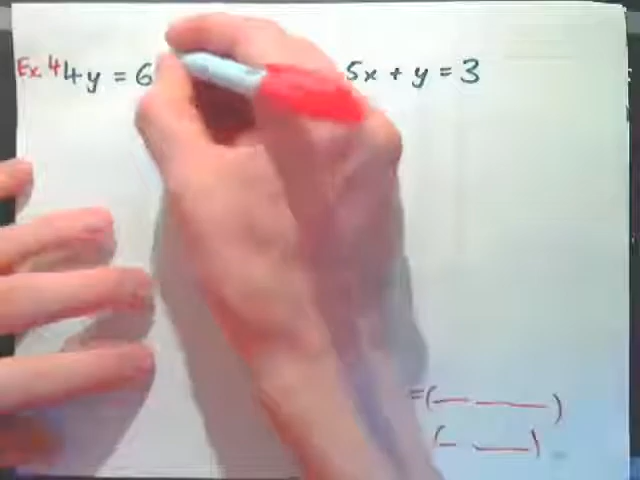 Ex 4 4y = 6 5x + y = 3
=(_ _)
(_ _)